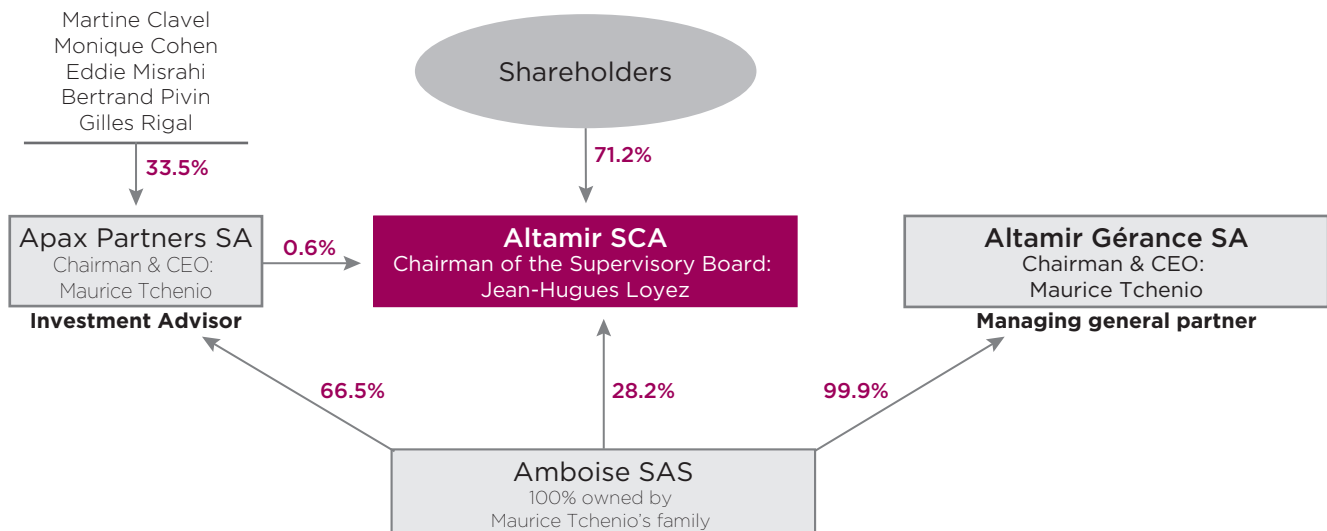 Martine Clavel
Monique Cohen
Eddie Misrahi
Bertrand Pivin
Gilles Rigal
33.5%
Shareholders
71.2%
Apax Partners SA
Chairman & CEO:
Maurice Tchenio
Investment Advisor
0.6%
Altamir SCA
Chairman of the Supervisory Board:
Jean-Hugues Loyez
Altamir Gérance SA
Chairman & CEO:
Maurice Tchenio
Managing general partner
66.5%
28.2%
99.9%
Amboise SAS
100% owned by
Maurice Tchenio’s family